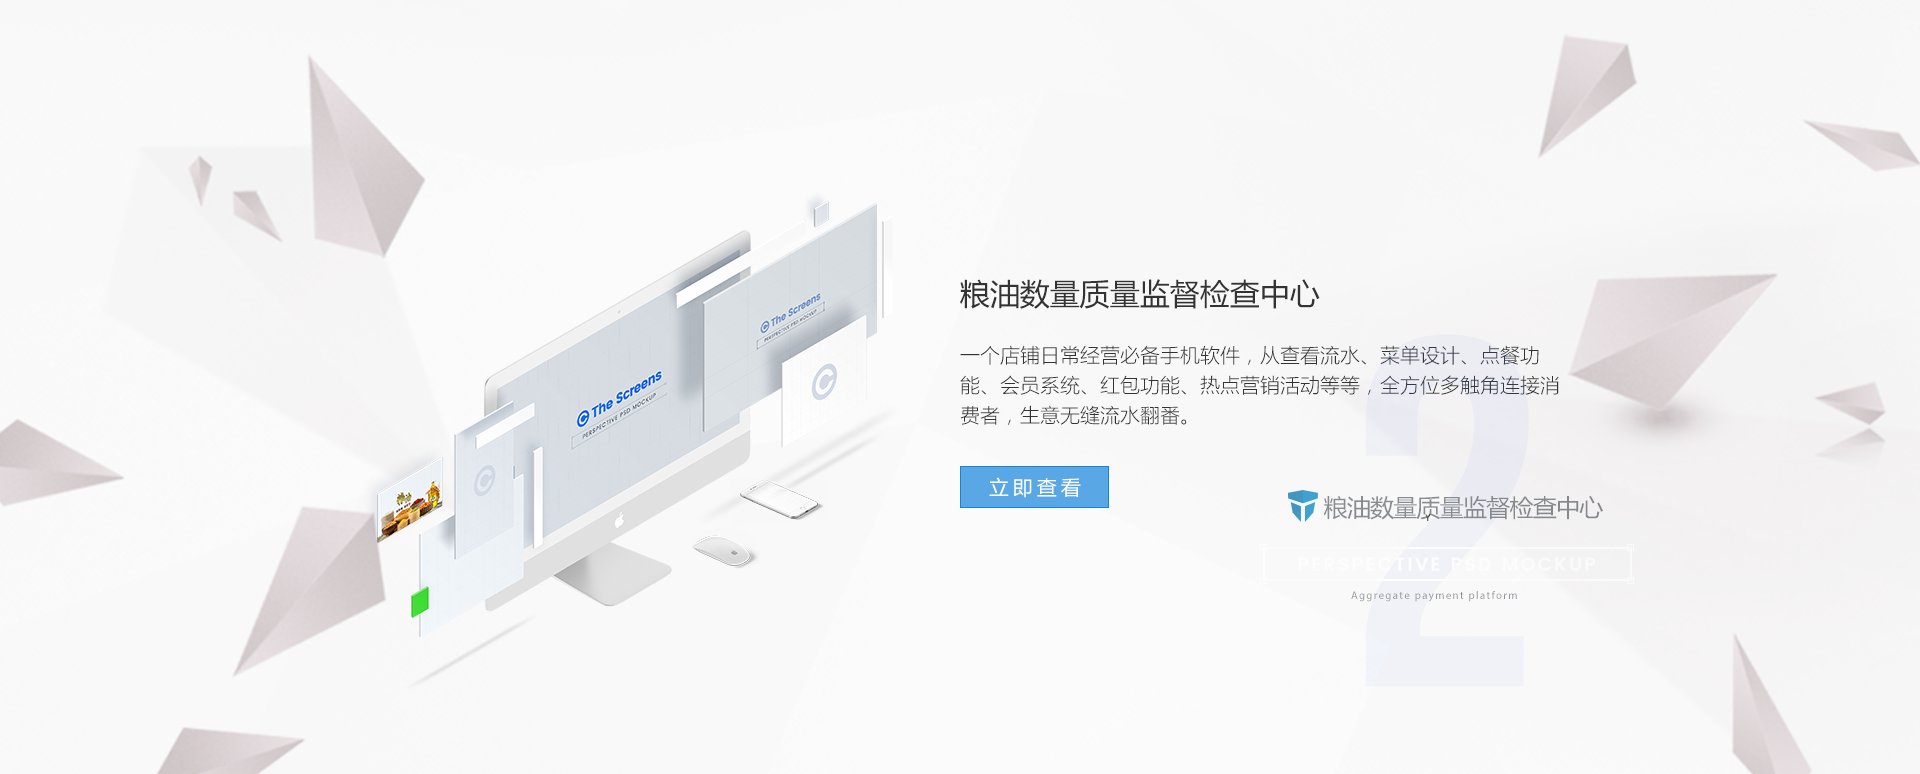 粮油数量质量监督检查中心
一个店铺日常经营必备手机软件，从查看流水、菜单设计、点餐功
能、会员系统、红包功能、热点营销活动等等，全方位多触角连接消
费者，生意无缝流水翻番。
立即查看
The Screens
PERSPECTIVE PSD MOCKUP
The Screens
PERSPECTIVE PSD MOCKUP
2
粮油数量质量监督检查中心
PERSPECTIVE PSD MOCKUP
Aggregate payment platform